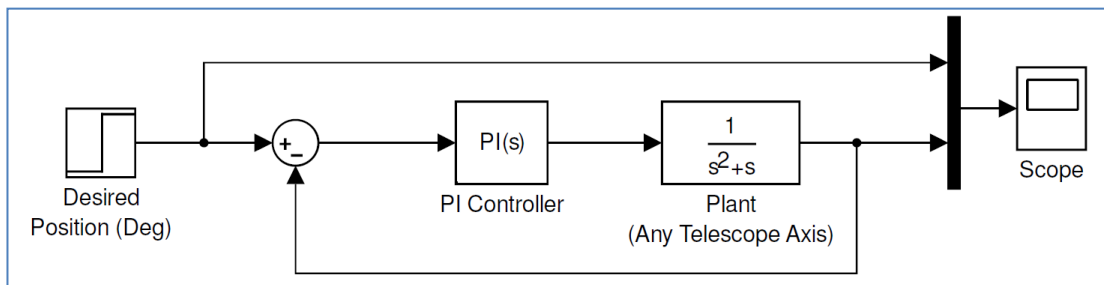 Desired
Position (Deg)
+
−
PI(s)
PI Controller
1
s²+s
Plant
(Any Telescope Axis)
Scope